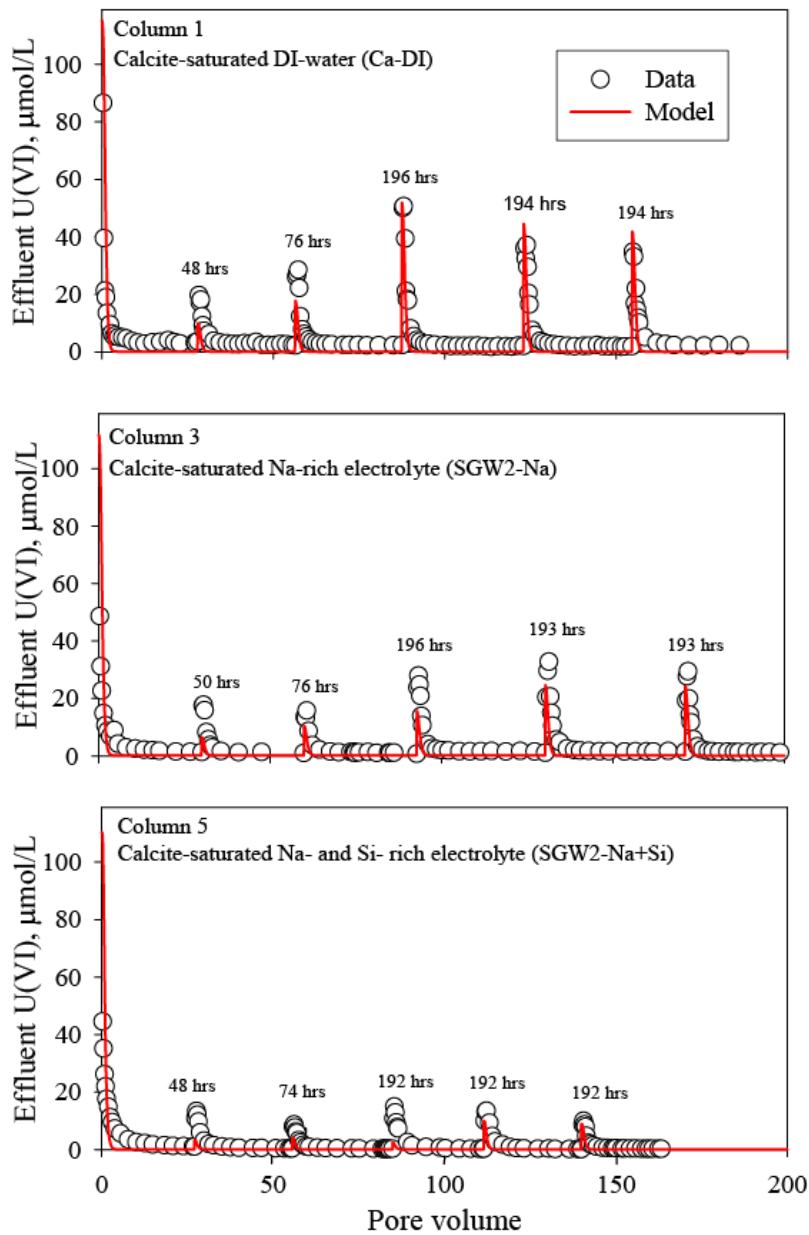 Column 1
Calcite-saturated DI-water (Ca-DI)
Data
Model
Effluent U(VI), μmol/L
100
80
60
40
20
0
48 hrs
76 hrs
196 hrs
194 hrs
194 hrs
Column 3
Calcite-saturated Na-rich electrolyte (SGW2-Na)
Effluent U(VI), μmol/L
100
80
60
40
20
0
50 hrs
76 hrs
196 hrs
193 hrs
193 hrs
Column 5
Calcite-saturated Na- and Si- rich electrolyte (SGW2-Na+Si)
Effluent U(VI), μmol/L
100
80
60
40
20
0
48 hrs
74 hrs
192 hrs
192 hrs
192 hrs
0 50 100 150 200
Pore volume